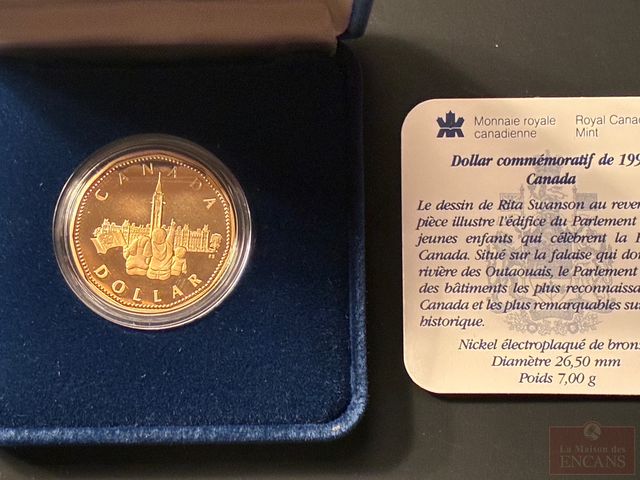 CANADA
DOLLAR
Monnaie royale canadienne
Royal Cana
Mint
Dollar commémoratif de 199
Canada
Le dessin de Rita Swanson au rever
pièce illustre l'édifice du Parlement
jeunes enfants qui célèbrent la
Canada. Situé sur la falaise qui do
rivière des Outaouais, le Parlement
des bâtiments les plus reconnaissa
Canada et les plus remarquables su
historique.
Nickel électroplaqué de bron
Diamètre 26,50 mm
Poids 7,00 g
La Maison des
ENCANS